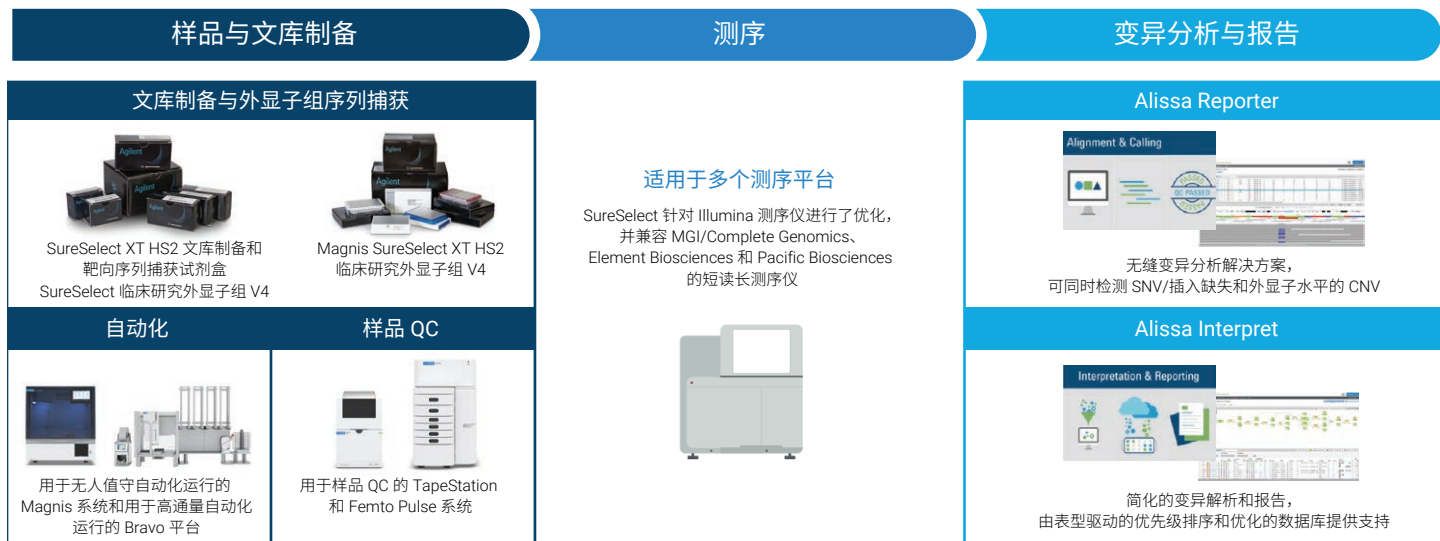 样品与文库制备
测序
变异分析与报告
文库制备与外显子组序列捕获
Agilent
Agilent
Agilent
Agilent
SureSelect XT HS2 文库制备和
靶向序列捕获试剂盒
SureSelect 临床研究外显子组 V4
Magnis SureSelect XT HS2
临床研究外显子组 V4
自动化
用于无人值守自动化运行的
Magnis 系统和用于高通量自动化
运行的 Bravo 平台
样品 QC
用于样品 QC 的 TapeStation
和 Femto Pulse 系统
适用于多个测序平台
SureSelect 针对 Illumina 测序仪进行了优化，
并兼容 MGI/Complete Genomics、
Element Biosciences 和 Pacific Biosciences
的短读长测序仪
Alissa Reporter
Alignment & Calling
PASSED
QC PASSED
PASSED
无缝变异分析解决方案，
可同时检测 SNV/插入缺失和外显子水平的 CNV
Alissa Interpret
Interpretation & Reporting
简化的变异解析和报告，
由表型驱动的优先级排序和优化的数据库提供支持